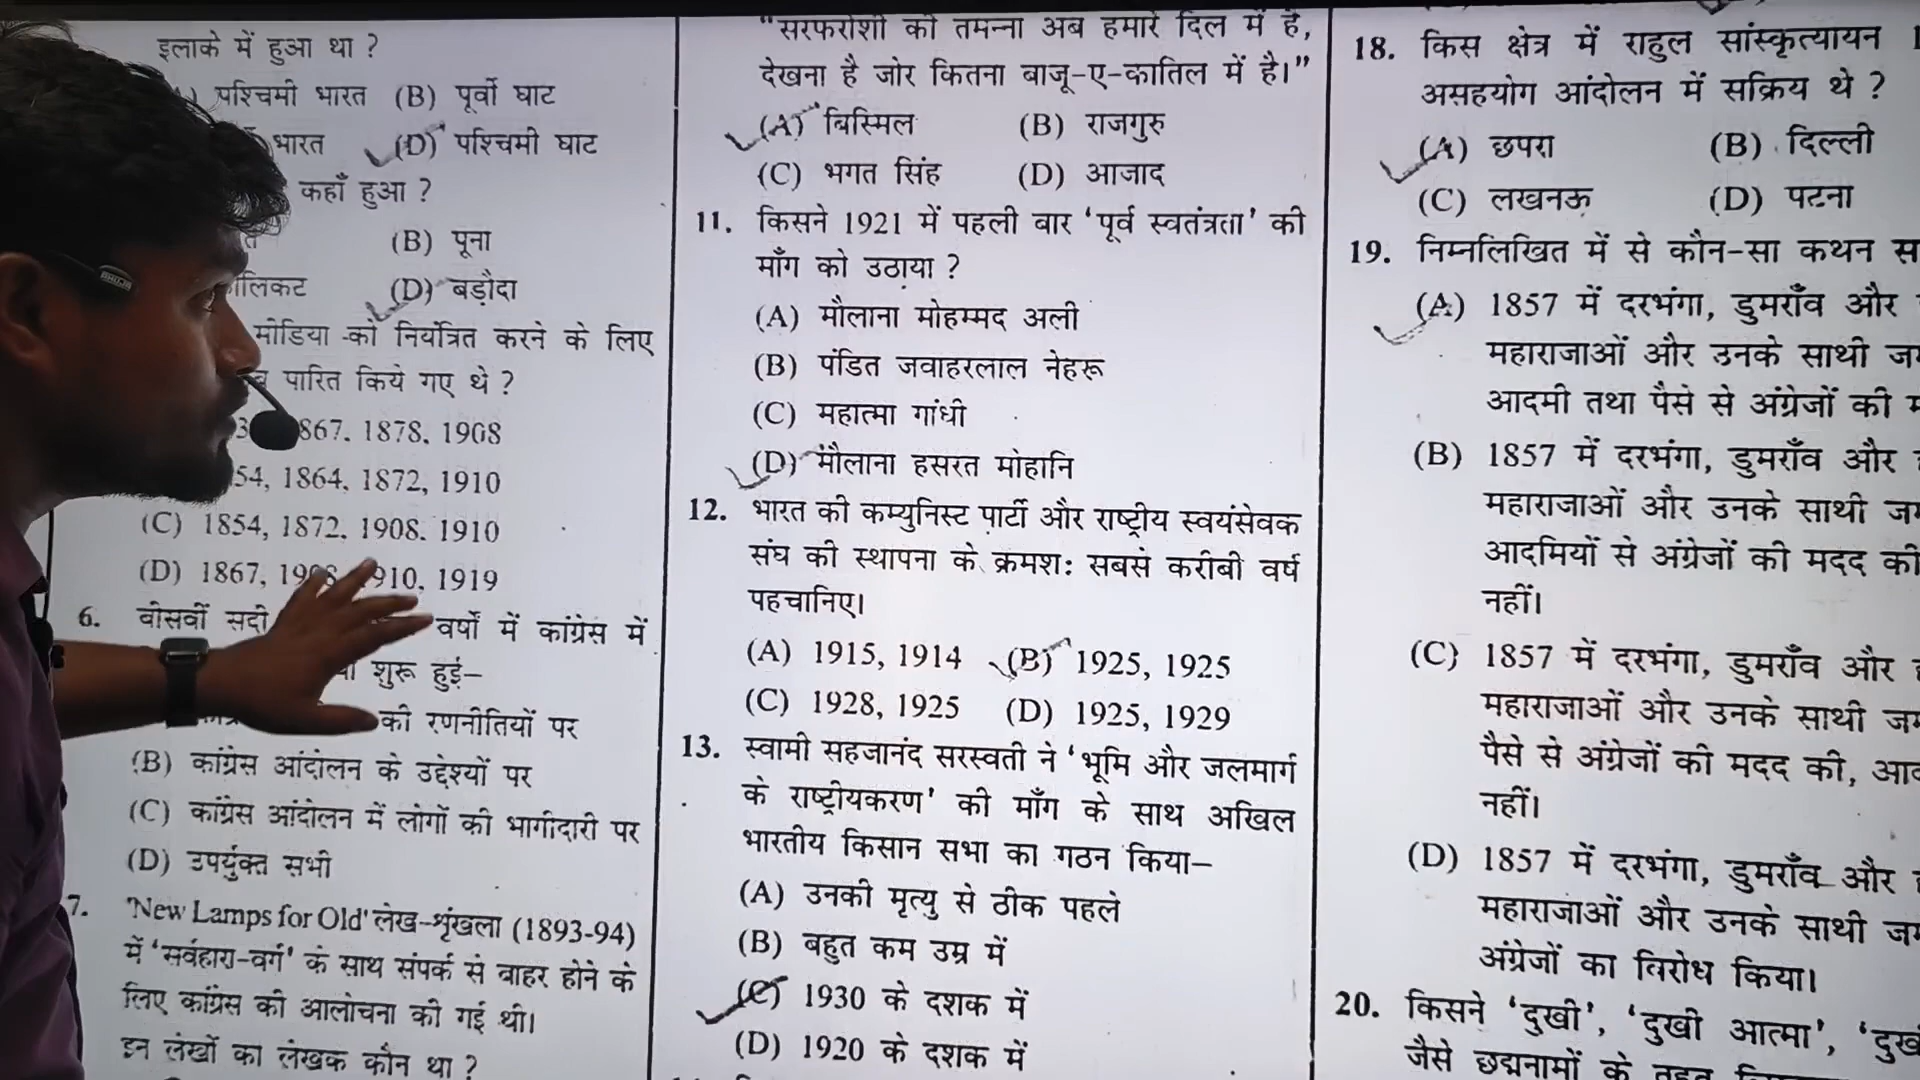 इलाके में हुआ था ?
पश्चिमी भारत (B) पूर्वी घाट
भारत (D) पश्चिमी घाट
कहाँ हुआ ?
(B) पूना
लिकट (D) बड़ौदा
मीडिया को नियंत्रित करने के लिए
पारित किये गए थे ?
867, 1878, 1908
54, 1864, 1872, 1910
(C) 1854, 1872, 1908, 1910
(D) 1867, 1908, 1910, 1919
6. बीसवीं सदी वर्षों में कांग्रेस में
शुरू हुई–
की रणनीतियों पर
(B) कांग्रेस आंदोलन के उद्देश्यों पर
(C) कांग्रेस आंदोलन में लोगों की भागीदारी पर
(D) उपर्युक्त सभी
7. 'New Lamps for Old' लेख-शृंखला (1893-94)
में 'सर्वहारा-वर्ग' के साथ संपर्क से बाहर होने के
लिए कांग्रेस की आलोचना की गई थी।
इन लेखों का लेखक कौन था ?
"सरफरोशी की तमन्ना अब हमारे दिल में है,
देखना है जोर कितना बाजू-ए-कातिल में है।"
(A) बिस्मिल (B) राजगुरु
(C) भगत सिंह (D) आजाद
11. किसने 1921 में पहली बार 'पूर्व स्वतंत्रता' की
माँग को उठाया ?
(A) मौलाना मोहम्मद अली
(B) पंडित जवाहरलाल नेहरू
(C) महात्मा गांधी
(D) मौलाना हसरत मोहानि
12. भारत की कम्युनिस्ट पार्टी और राष्ट्रीय स्वयंसेवक
संघ की स्थापना के क्रमशः सबसे करीबी वर्ष
पहचानिए।
(A) 1915, 1914 (B) 1925, 1925
(C) 1928, 1925 (D) 1925, 1929
13. स्वामी सहजानंद सरस्वती ने 'भूमि और जलमार्ग
के राष्ट्रीयकरण' की माँग के साथ अखिल
भारतीय किसान सभा का गठन किया–
(A) उनकी मृत्यु से ठीक पहले
(B) बहुत कम उम्र में
(C) 1930 के दशक में
(D) 1920 के दशक में
18. किस क्षेत्र में राहुल सांस्कृत्यायन
असहयोग आंदोलन में सक्रिय थे ?
(A) छपरा (B) दिल्ली
(C) लखनऊ (D) पटना
19. निम्नलिखित में से कौन-सा कथन स
(A) 1857 में दरभंगा, डुमराँव और
महाराजाओं और उनके साथी ज
आदमी तथा पैसे से अंग्रेजों की म
(B) 1857 में दरभंगा, डुमराँव और
महाराजाओं और उनके साथी ज
आदमियों से अंग्रेजों की मदद की
नहीं।
(C) 1857 में दरभंगा, डुमराँव और
महाराजाओं और उनके साथी ज
पैसे से अंग्रेजों की मदद की, आद
नहीं।
(D) 1857 में दरभंगा, डुमराँव और
महाराजाओं और उनके साथी ज
अंग्रेजों का विरोध किया।
20. किसने 'दुखी', 'दुखी आत्मा', 'दुख
जैसे छद्मनामों के तहत